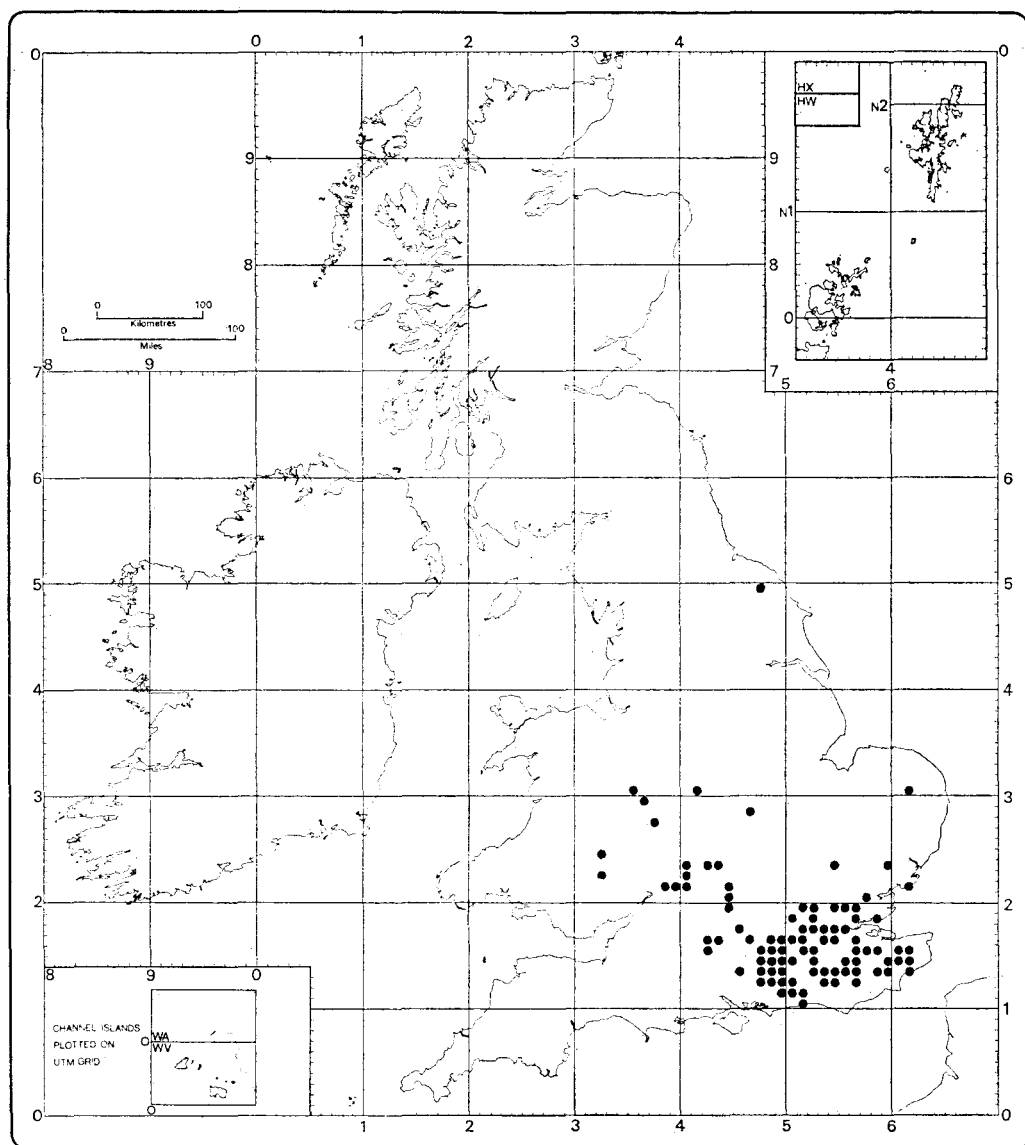 0 1 2 3 4
0 0
HX
HW
N2
9 9
N1
8 8
0 100
Kilometres
0 100
Miles
0
8 9 7 7
5 4 6
6 6
5 5
4 4
3 3
2 2
8 9 0
1 1
CHANNEL ISLANDS
PLOTTED ON
UTM GRID
WA
0
WV
0
0 1 2 3 4 5 6 0